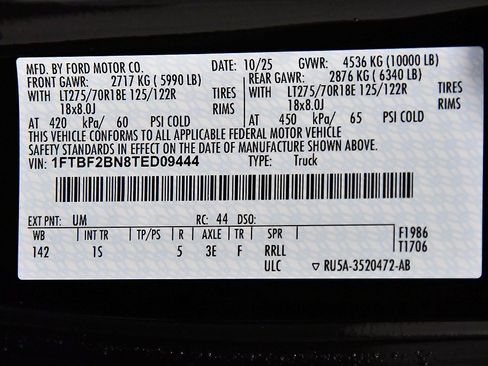 MFD. BY FORD MOTOR CO. DATE: 10/25 GVWR: 4536 KG (10000 LB)
FRONT GAWR: 2717 KG (5990 LB) REAR GAWR: 2876 KG (6340 LB)
WITH LT275/70R18E 125/122R TIRES WITH LT275/70R18E 125/122R TIRES
18x8.0J RIMS 18x8.0J RIMS
AT 420 kPa/ 60 PSI COLD AT 450 kPa/ 65 PSI COLD
THIS VEHICLE CONFORMS TO ALL APPLICABLE FEDERAL MOTOR VEHICLE
SAFETY STANDARDS IN EFFECT ON THE DATE OF MANUFACTURE SHOWN ABOVE.
VIN: 1FTBF2BN8TED09444 TYPE: Truck
EXT PNT: UM RC: 44 DSO:
WB INT TR TP/PS R AXLE TR SPR F1986
142 1S 5 3E F RRLL T1706
ULC ▽ RU5A-3520472-AB